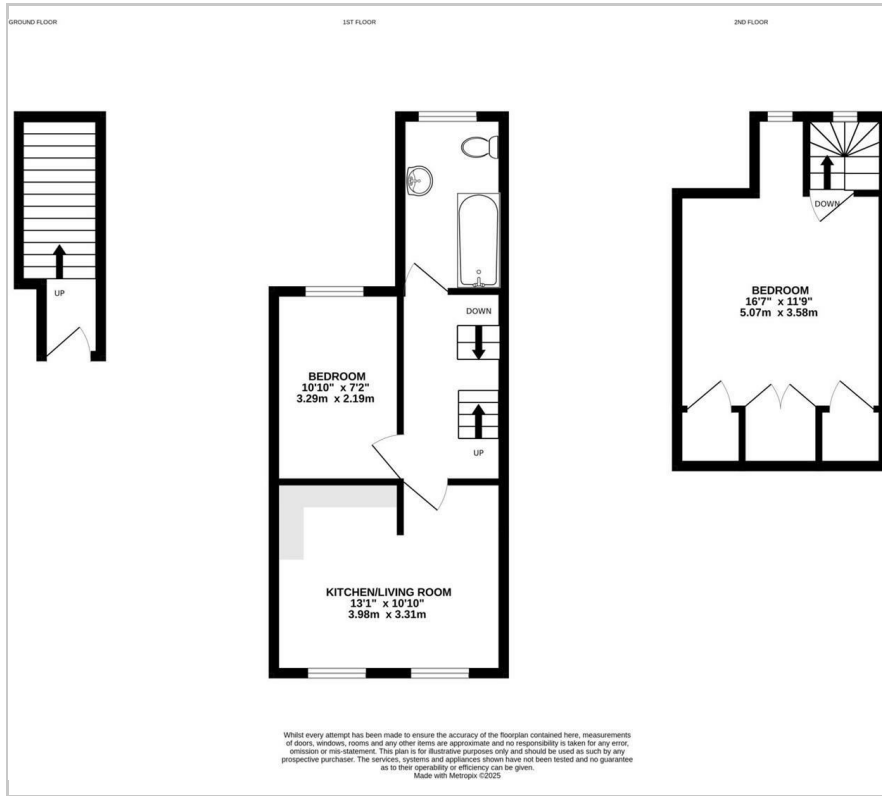 GROUND FLOOR
1ST FLOOR
2ND FLOOR
UP
DOWN
BEDROOM
10'10" x 7'2"
3.29m x 2.19m
UP
KITCHEN/LIVING ROOM
13'1" x 10'10"
3.98m x 3.31m
DOWN
BEDROOM
16'7" x 11'9"
5.07m x 3.58m
Whilst every attempt has been made to ensure the accuracy of the floorplan contained here, measurements
of doors, windows, rooms and any other items are approximate and no responsibility is taken for any error,
omission or mis-statement. This plan is for illustrative purposes only and should be used as such by any
prospective purchaser. The services, systems and appliances shown have not been tested and no guarantee
as to their operability or efficiency can be given.
Made with Metropix ©2025